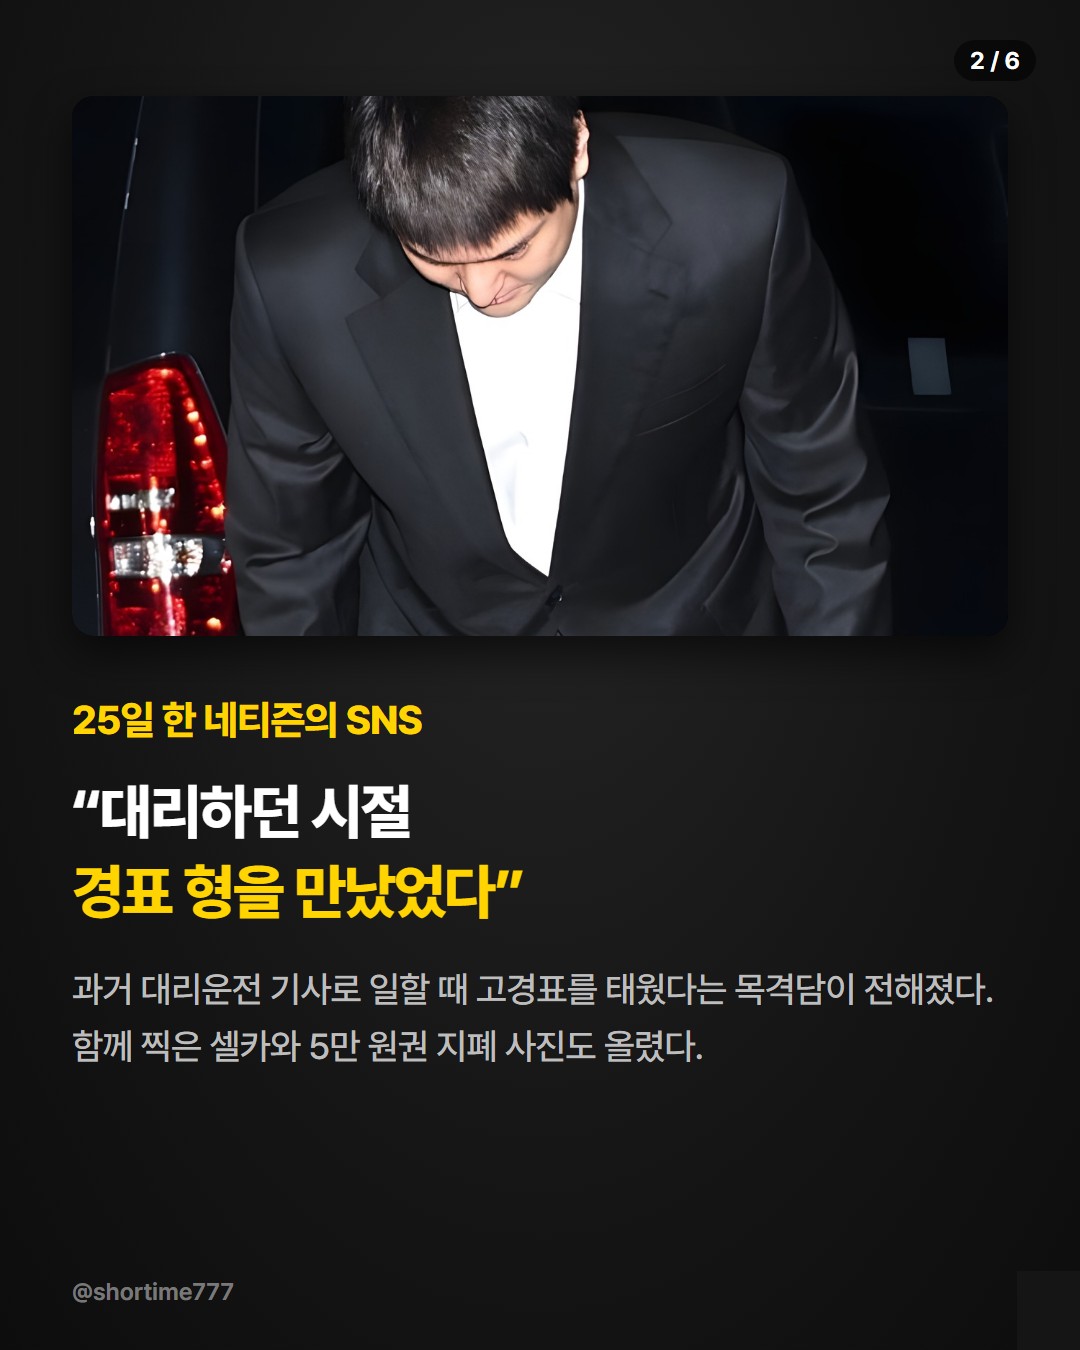 2 / 6
25일 한 네티즌의 SNS
“대리하던 시절
경표 형을 만났었다”
과거 대리운전 기사로 일할 때 고경표를 태웠다는 목격담이 전해졌다.
함께 찍은 셀카와 5만 원권 지폐 사진도 올렸다.
@shortime777